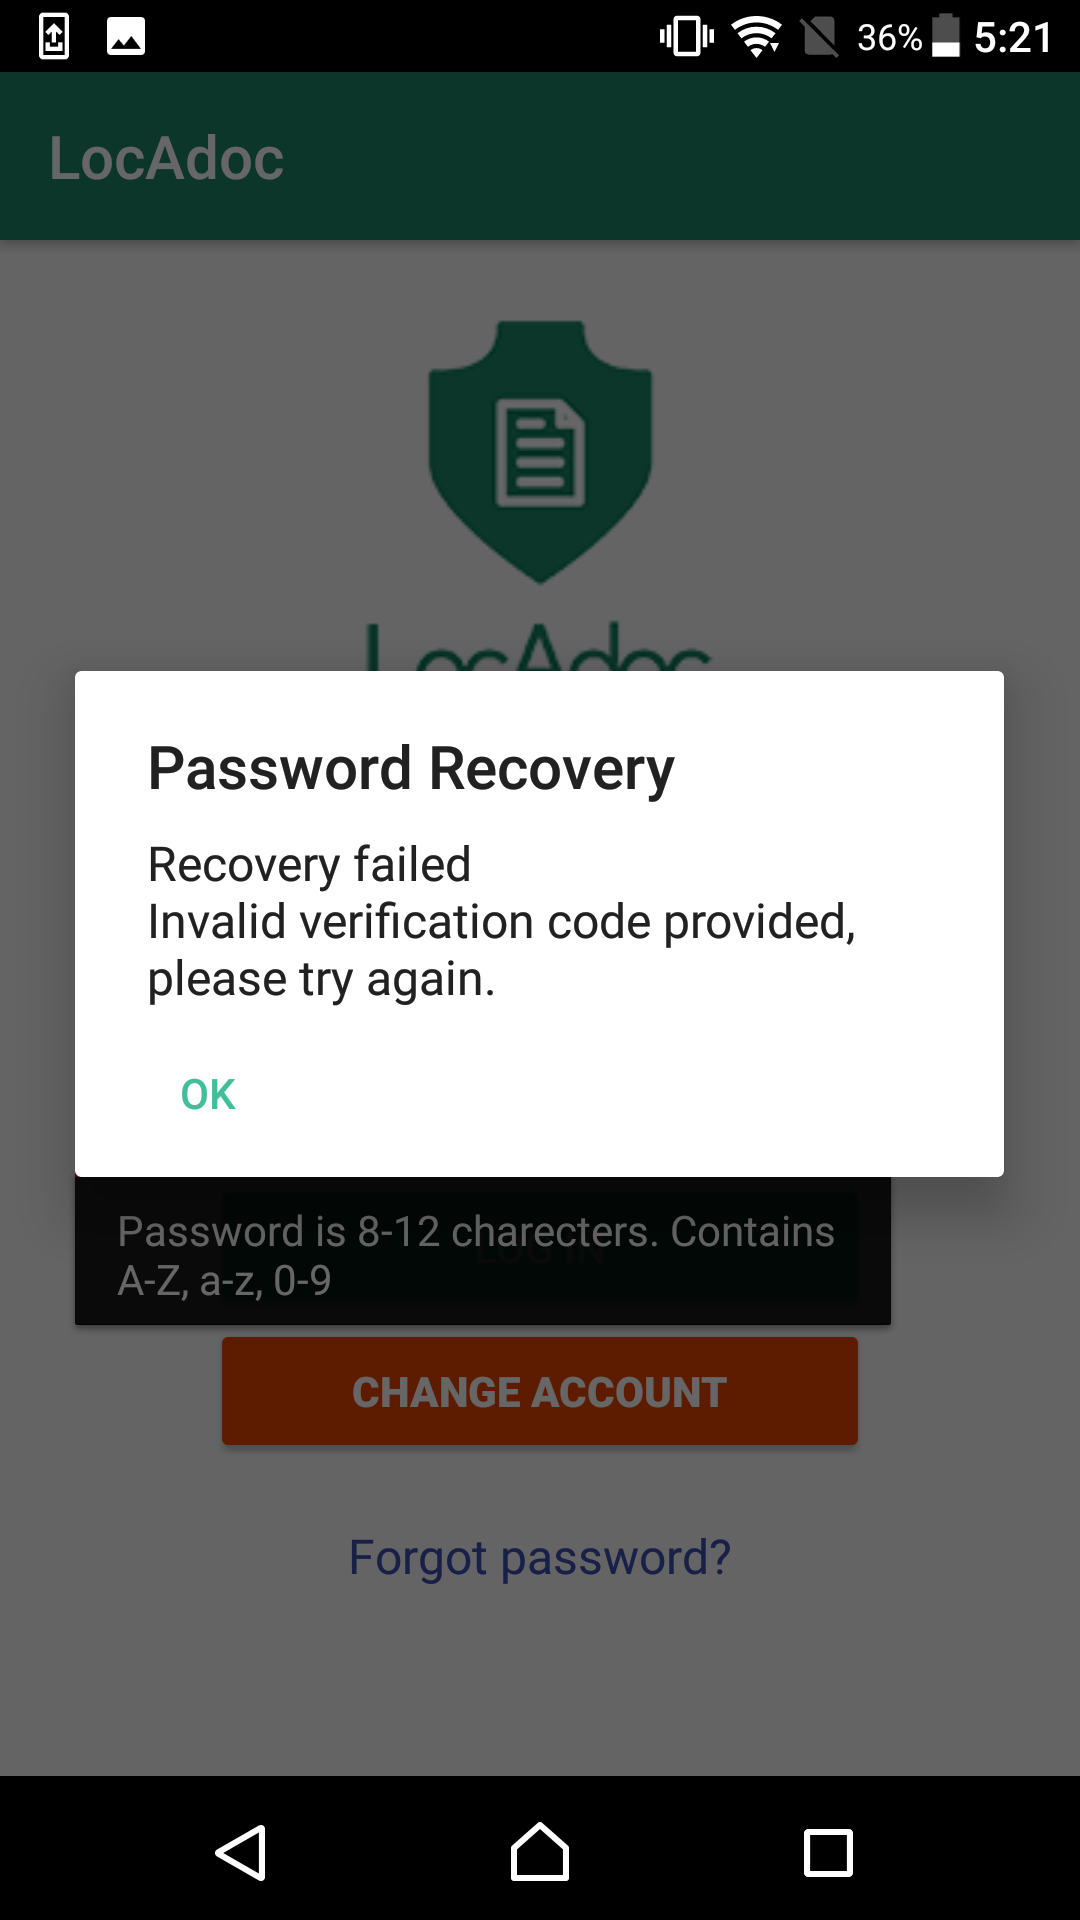 36% 5:21
LocAdoc
LocAdoc
Password Recovery
Recovery failed
Invalid verification code provided,
please try again.
OK
Password is 8-12 charecters. Contains
A-Z, a-z, 0-9
LOG IN
CHANGE ACCOUNT
Forgot password?